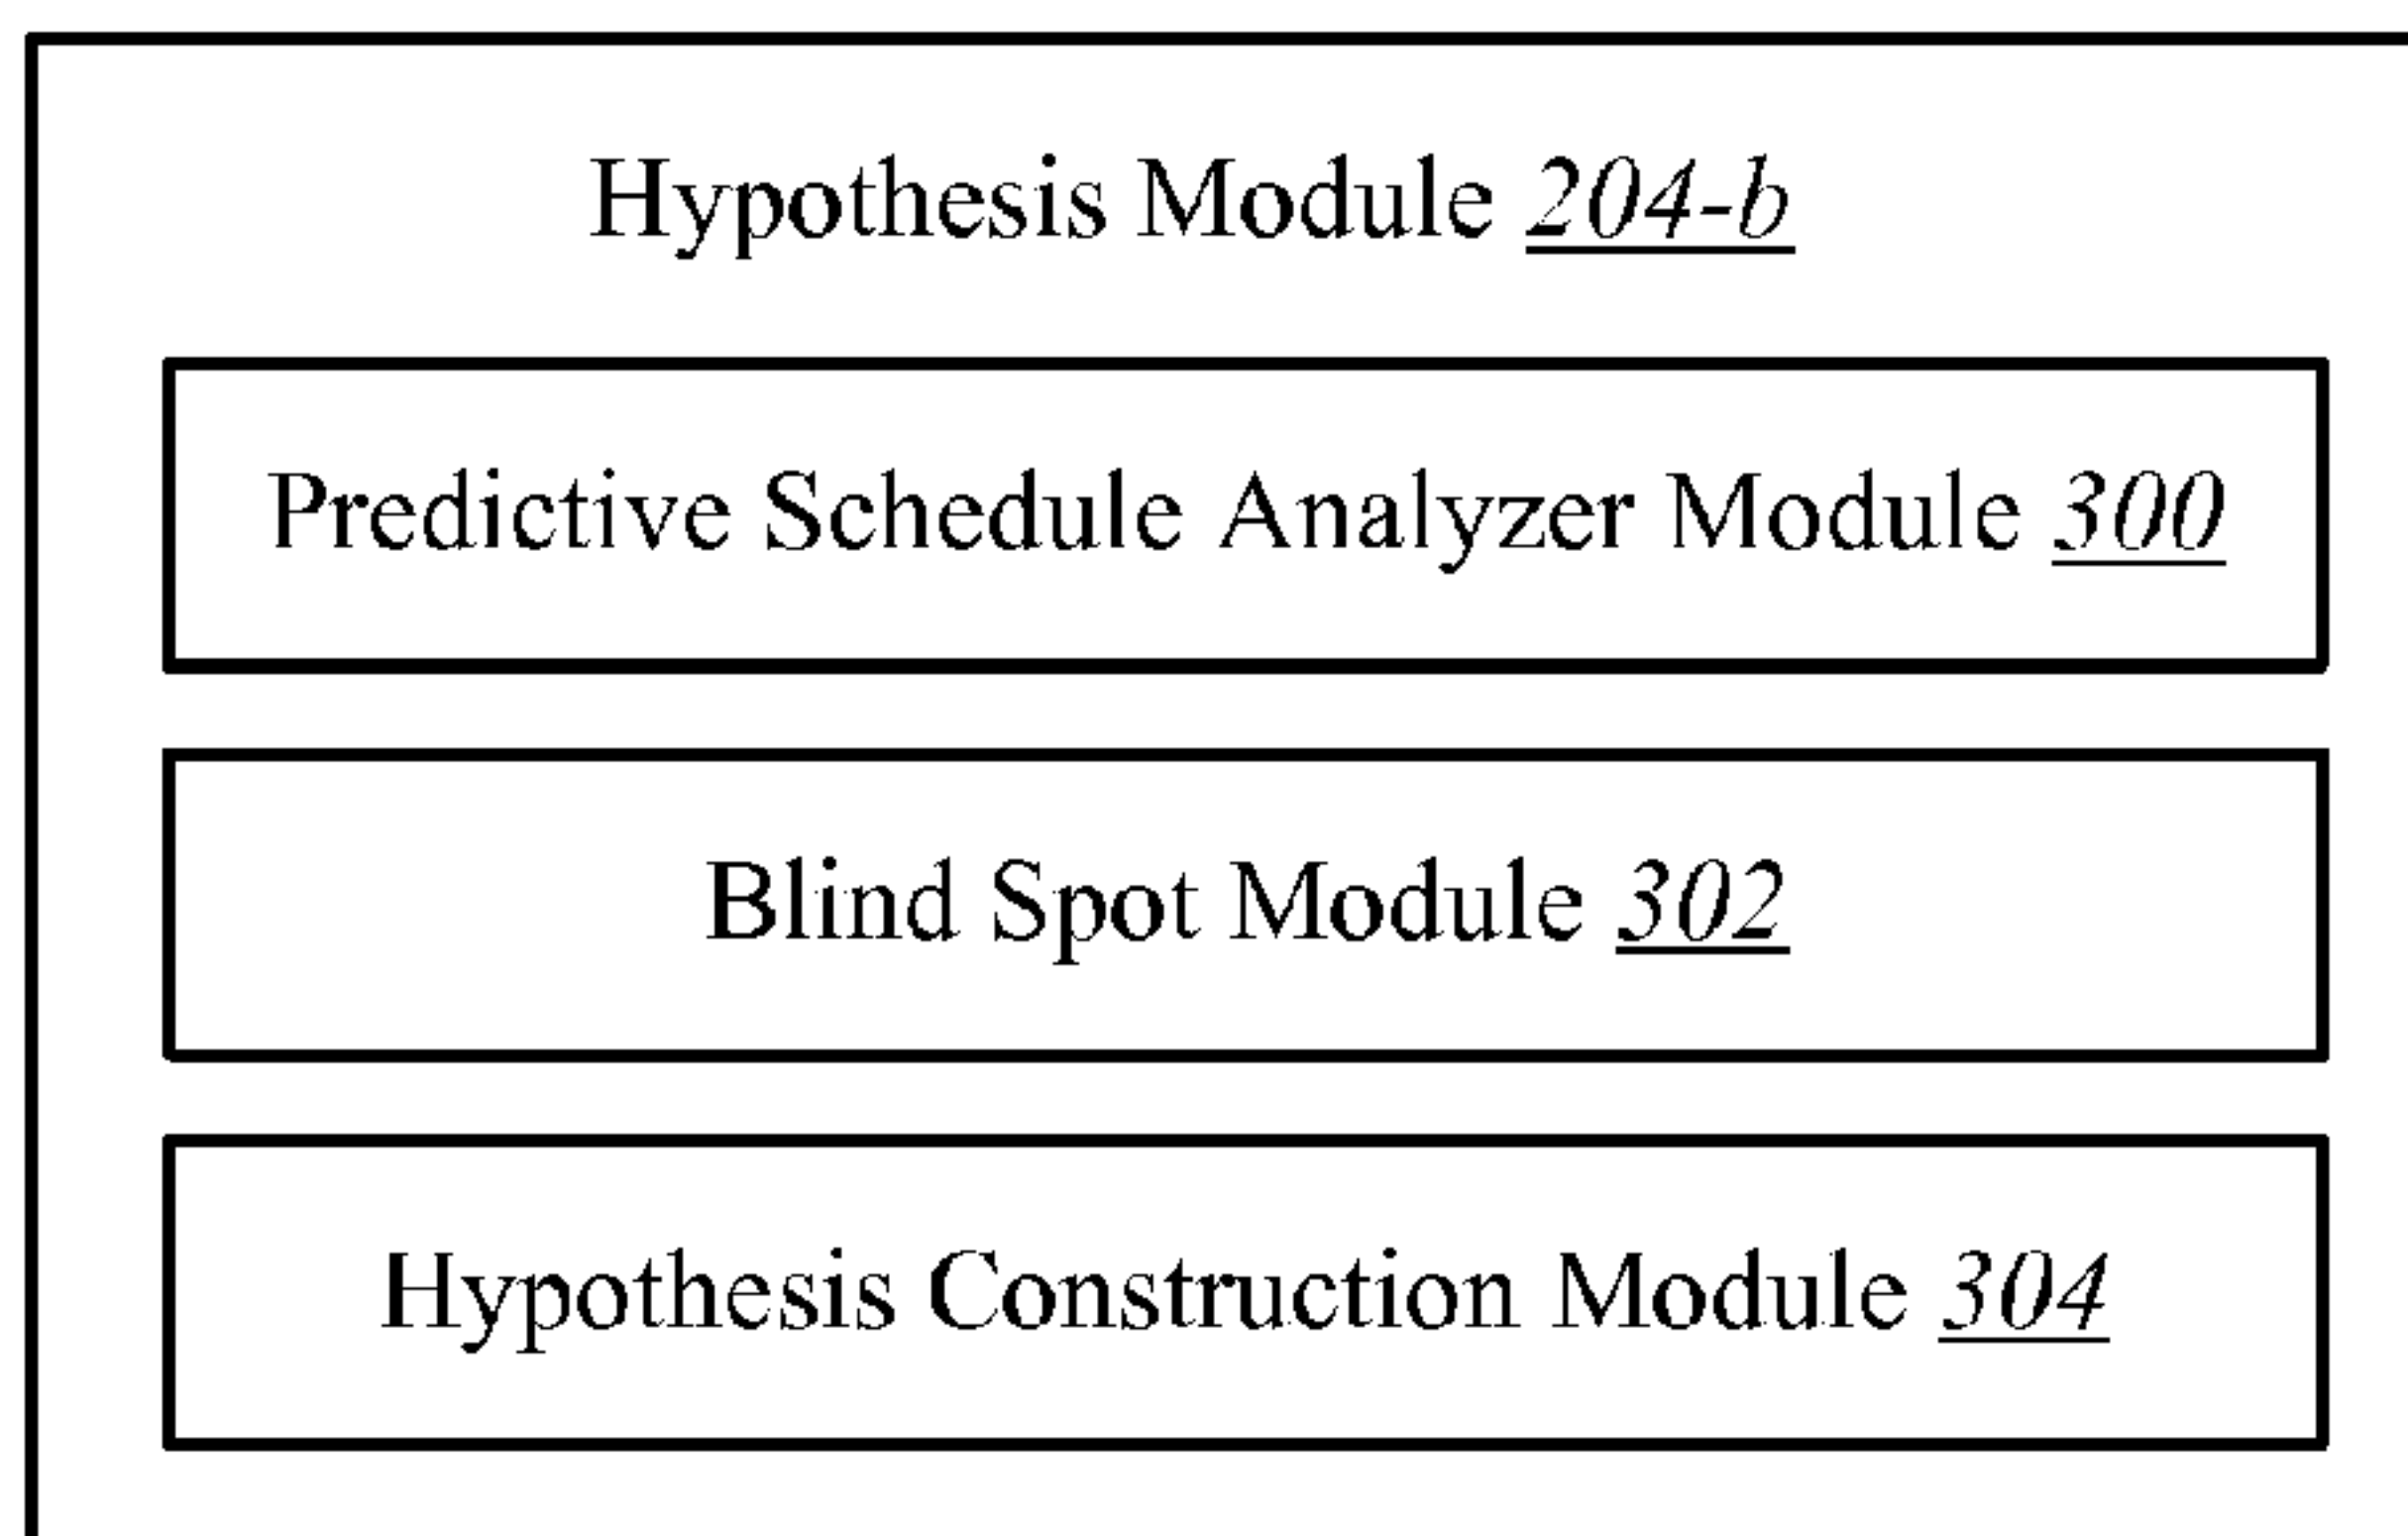 Hypothesis Module 204-b
Predictive Schedule Analyzer Module 300
Blind Spot Module 302
Hypothesis Construction Module 304